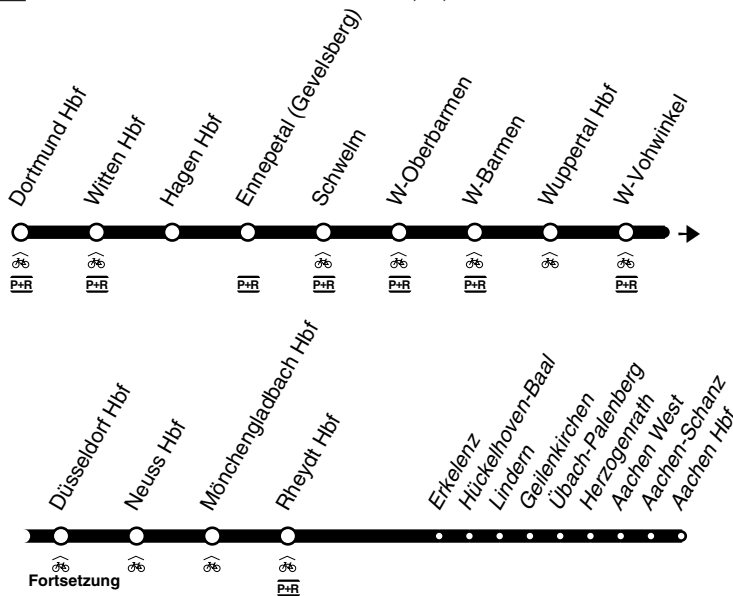 Dortmund Hbf
Witten Hbf
Hagen Hbf
Ennepetal (Gevelsberg)
Schwelm
W-Oberbarmen
W-Barmen
Wuppertal Hbf
W-Vohwinkel
P+R
P+R
P+R
P+R
P+R
P+R
P+R
Düsseldorf Hbf
Neuss Hbf
Mönchengladbach Hbf
Rheydt Hbf
Erkelenz
Hückelhoven-Baal
Lindern
Geilenkirchen
Übach-Palenberg
Herzogenrath
Aachen West
Aachen-Schanz
Aachen Hbf
Fortsetzung
P+R